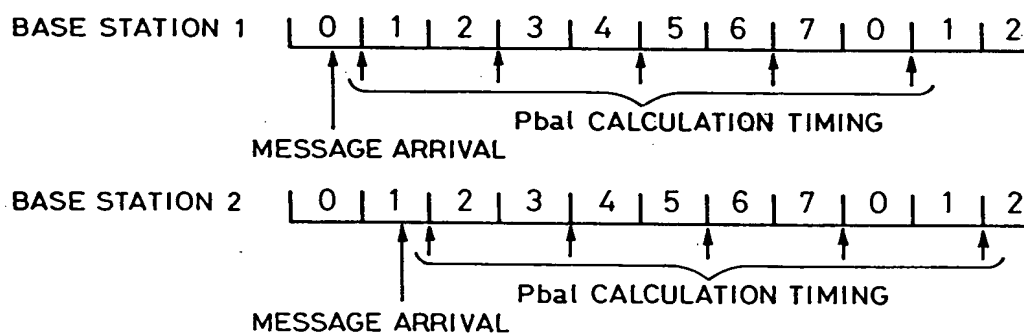 BASE STATION 1 0 1 2 3 4 5 6 7 0 1 2
Pbal CALCULATION TIMING
MESSAGE ARRIVAL
BASE STATION 2 0 1 2 3 4 5 6 7 0 1 2
Pbal CALCULATION TIMING
MESSAGE ARRIVAL